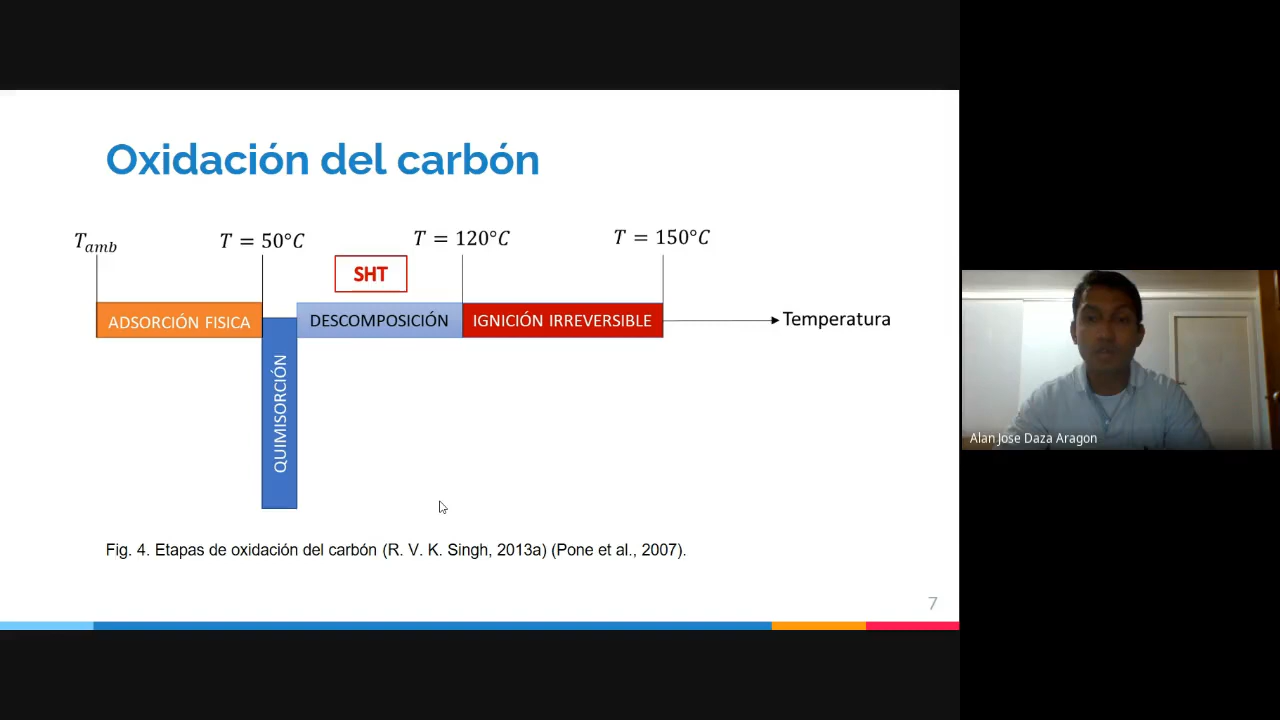 Oxidación del carbón
T_amb
T = 50°C
T = 120°C
T = 150°C
SHT
ADSORCIÓN FISICA
DESCOMPOSICIÓN
IGNICIÓN IRREVERSIBLE
Temperatura
QUIMISORCIÓN
Fig. 4. Etapas de oxidación del carbón (R. V. K. Singh, 2013a) (Pone et al., 2007).
7
Alan Jose Daza Aragon